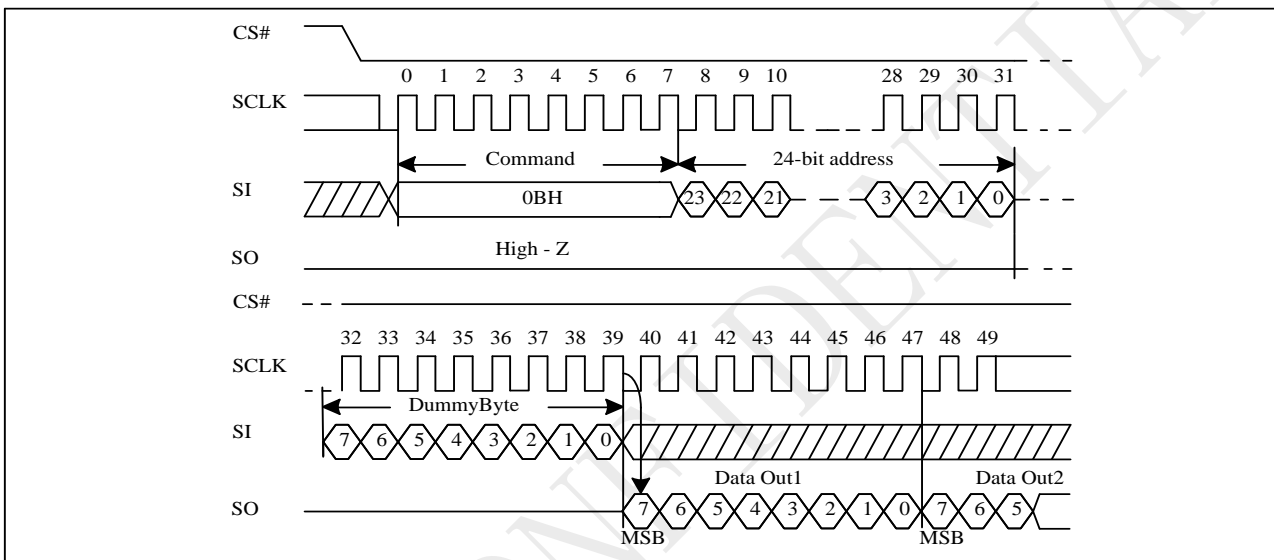 CS#
0 1 2 3 4 5 6 7 8 9 10 28 29 30 31
SCLK
Command 24-bit address
SI 0BH 23 22 21 3 2 1 0
High - Z
SO
CS#
32 33 34 35 36 37 38 39 40 41 42 43 44 45 46 47 48 49
SCLK
DummyByte
SI 7 6 5 4 3 2 1 0
Data Out1 Data Out2
SO 7 6 5 4 3 2 1 0 7 6 5
MSB MSB